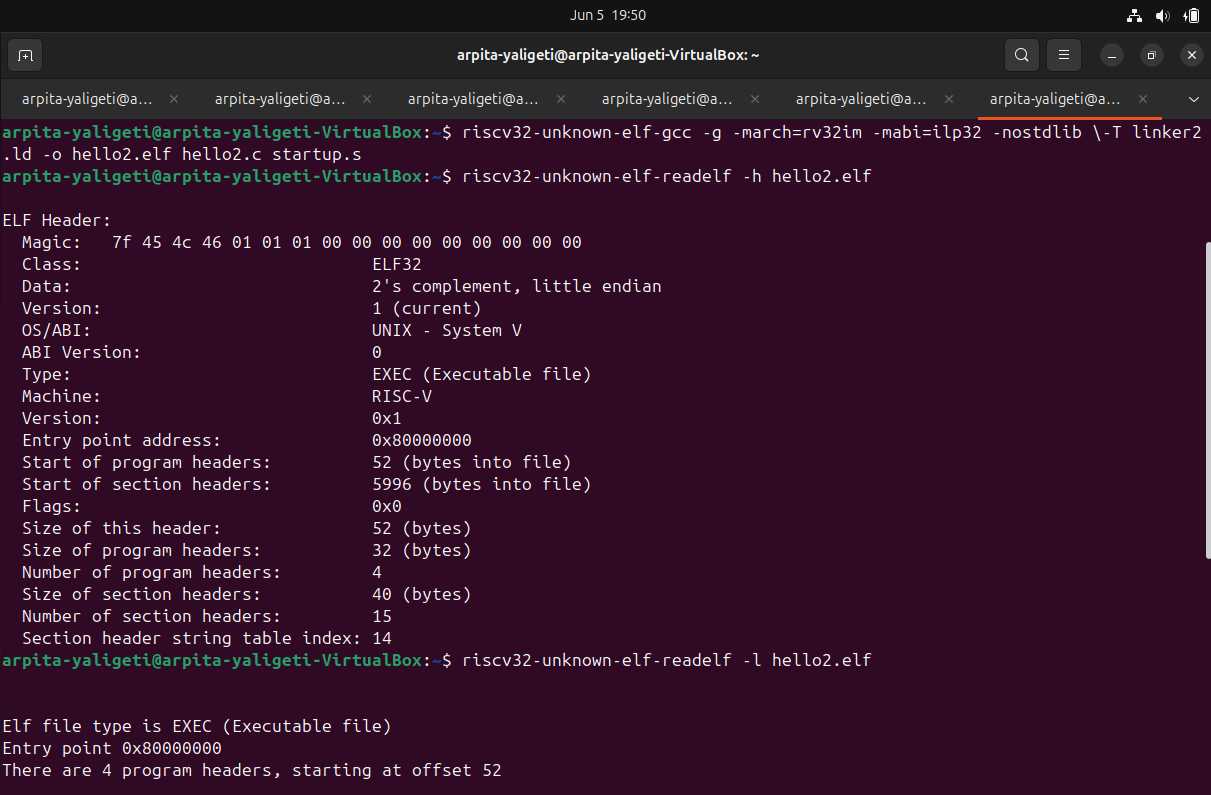 Jun 5 19:50
arpita-yaligeti@arpita-yaligeti-VirtualBox: ~
arpita-yaligeti@a... × arpita-yaligeti@a... × arpita-yaligeti@a... × arpita-yaligeti@a... × arpita-yaligeti@a... × arpita-yaligeti@a... ×
arpita-yaligeti@arpita-yaligeti-VirtualBox:~$ riscv32-unknown-elf-gcc -g -march=rv32im -mabi=ilp32 -nostdlib \-T linker2
.ld -o hello2.elf hello2.c startup.s
arpita-yaligeti@arpita-yaligeti-VirtualBox:~$ riscv32-unknown-elf-readelf -h hello2.elf
ELF Header:
  Magic:   7f 45 4c 46 01 01 01 00 00 00 00 00 00 00 00 00
  Class:                             ELF32
  Data:                              2's complement, little endian
  Version:                           1 (current)
  OS/ABI:                            UNIX - System V
  ABI Version:                       0
  Type:                              EXEC (Executable file)
  Machine:                           RISC-V
  Version:                           0x1
  Entry point address:               0x80000000
  Start of program headers:          52 (bytes into file)
  Start of section headers:          5996 (bytes into file)
  Flags:                             0x0
  Size of this header:               52 (bytes)
  Size of program headers:           32 (bytes)
  Number of program headers:         4
  Size of section headers:           40 (bytes)
  Number of section headers:         15
  Section header string table index: 14
arpita-yaligeti@arpita-yaligeti-VirtualBox:~$ riscv32-unknown-elf-readelf -l hello2.elf
Elf file type is EXEC (Executable file)
Entry point 0x80000000
There are 4 program headers, starting at offset 52